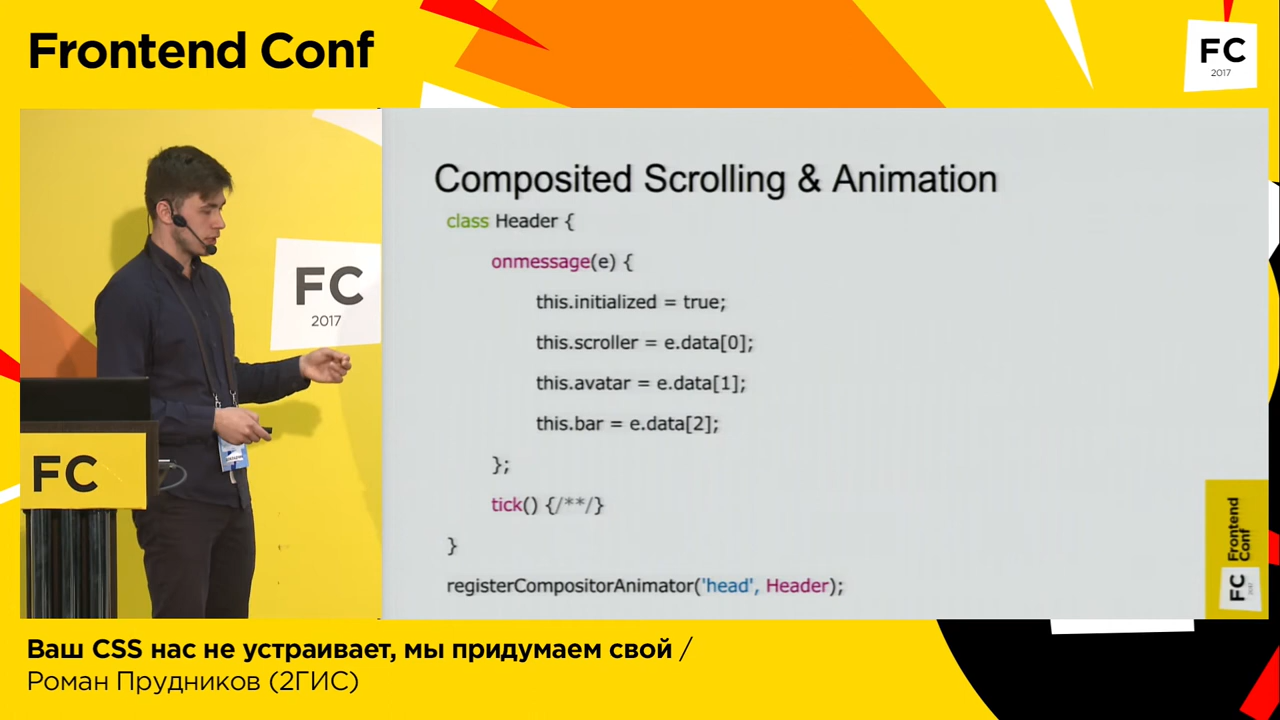 Frontend Conf
FC
2017
FC
2017
FC
Composited Scrolling & Animation
class Header {
onmessage(e) {
this.initialized = true;
this.scroller = e.data[0];
this.avatar = e.data[1];
this.bar = e.data[2];
};
tick() {/**/}
}
registerCompositorAnimator('head', Header);
Frontend
Conf
FC
Ваш CSS нас не устраивает, мы придумаем свой /
Роман Прудников (2ГИС)